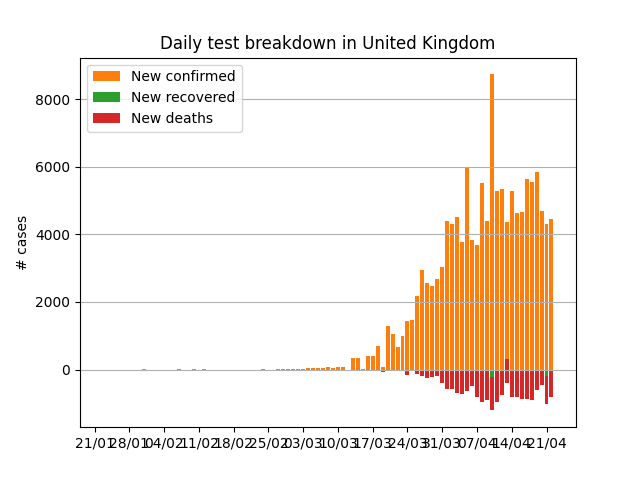 Daily test breakdown in United Kingdom
New confirmed
New recovered
New deaths
# cases
8000
6000
4000
2000
0
21/01 28/01 04/02 11/02 18/02 25/02 03/03 10/03 17/03 24/03 31/03 07/04 14/04 21/04